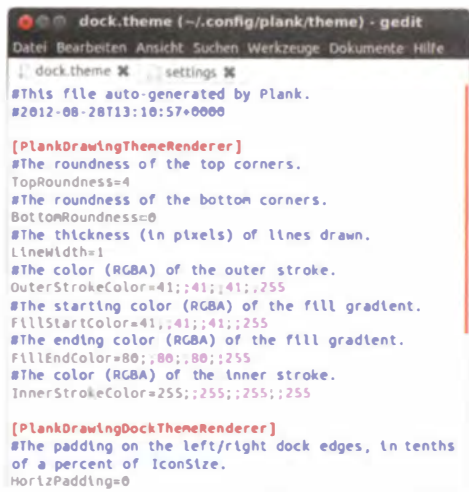 dock.theme (~/.config/plank/theme) - gedit
Datei Bearbeiten Ansicht Suchen Werkzeuge Dokumente Hilfe
dock.theme ✖ settings ✖
#This file auto-generated by Plank.
#2012-08-28T13:10:57+0000
[PlankDrawingThemeRenderer]
#The roundness of the top corners.
TopRoundness=4
#The roundness of the bottom corners.
BottomRoundness=0
#The thickness (in pixels) of lines drawn.
LineWidth=1
#The color (RGBA) of the outer stroke.
OuterStrokeColor=41;;41;;41;;255
#The starting color (RGBA) of the fill gradient.
FillStartColor=41;;41;;41;;255
#The ending color (RGBA) of the fill gradient.
FillEndColor=80;;80;;80;;255
#The color (RGBA) of the inner stroke.
InnerStrokeColor=255;;255;;255;;255
[PlankDrawingDockThemeRenderer]
#The padding on the left/right dock edges, in tenths
of a percent of IconSize.
HorizPadding=0